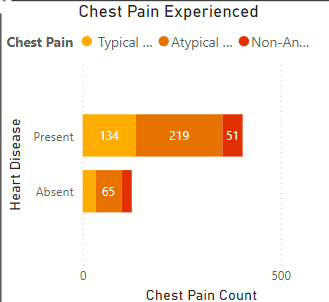 Chest Pain Experienced
Chest Pain Typical ... Atypical ... Non-An...
Heart Disease
Present 134 219 51
Absent 65
0 500
Chest Pain Count